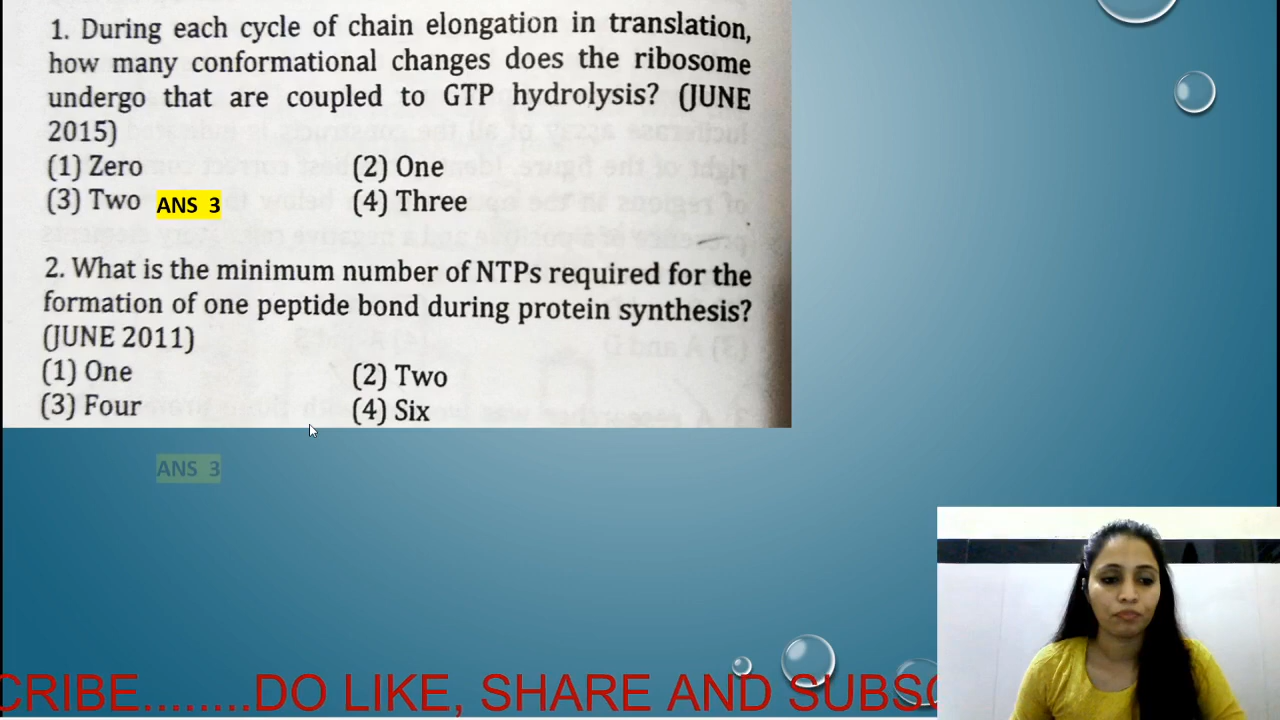 1. During each cycle of chain elongation in translation,
how many conformational changes does the ribosome
undergo that are coupled to GTP hydrolysis? (JUNE
2015)
(1) Zero (2) One
(3) Two ANS 3 (4) Three
2. What is the minimum number of NTPs required for the
formation of one peptide bond during protein synthesis?
(JUNE 2011)
(1) One (2) Two
(3) Four (4) Six
ANS 3
CRIBE........DO LIKE, SHARE AND SUBSC